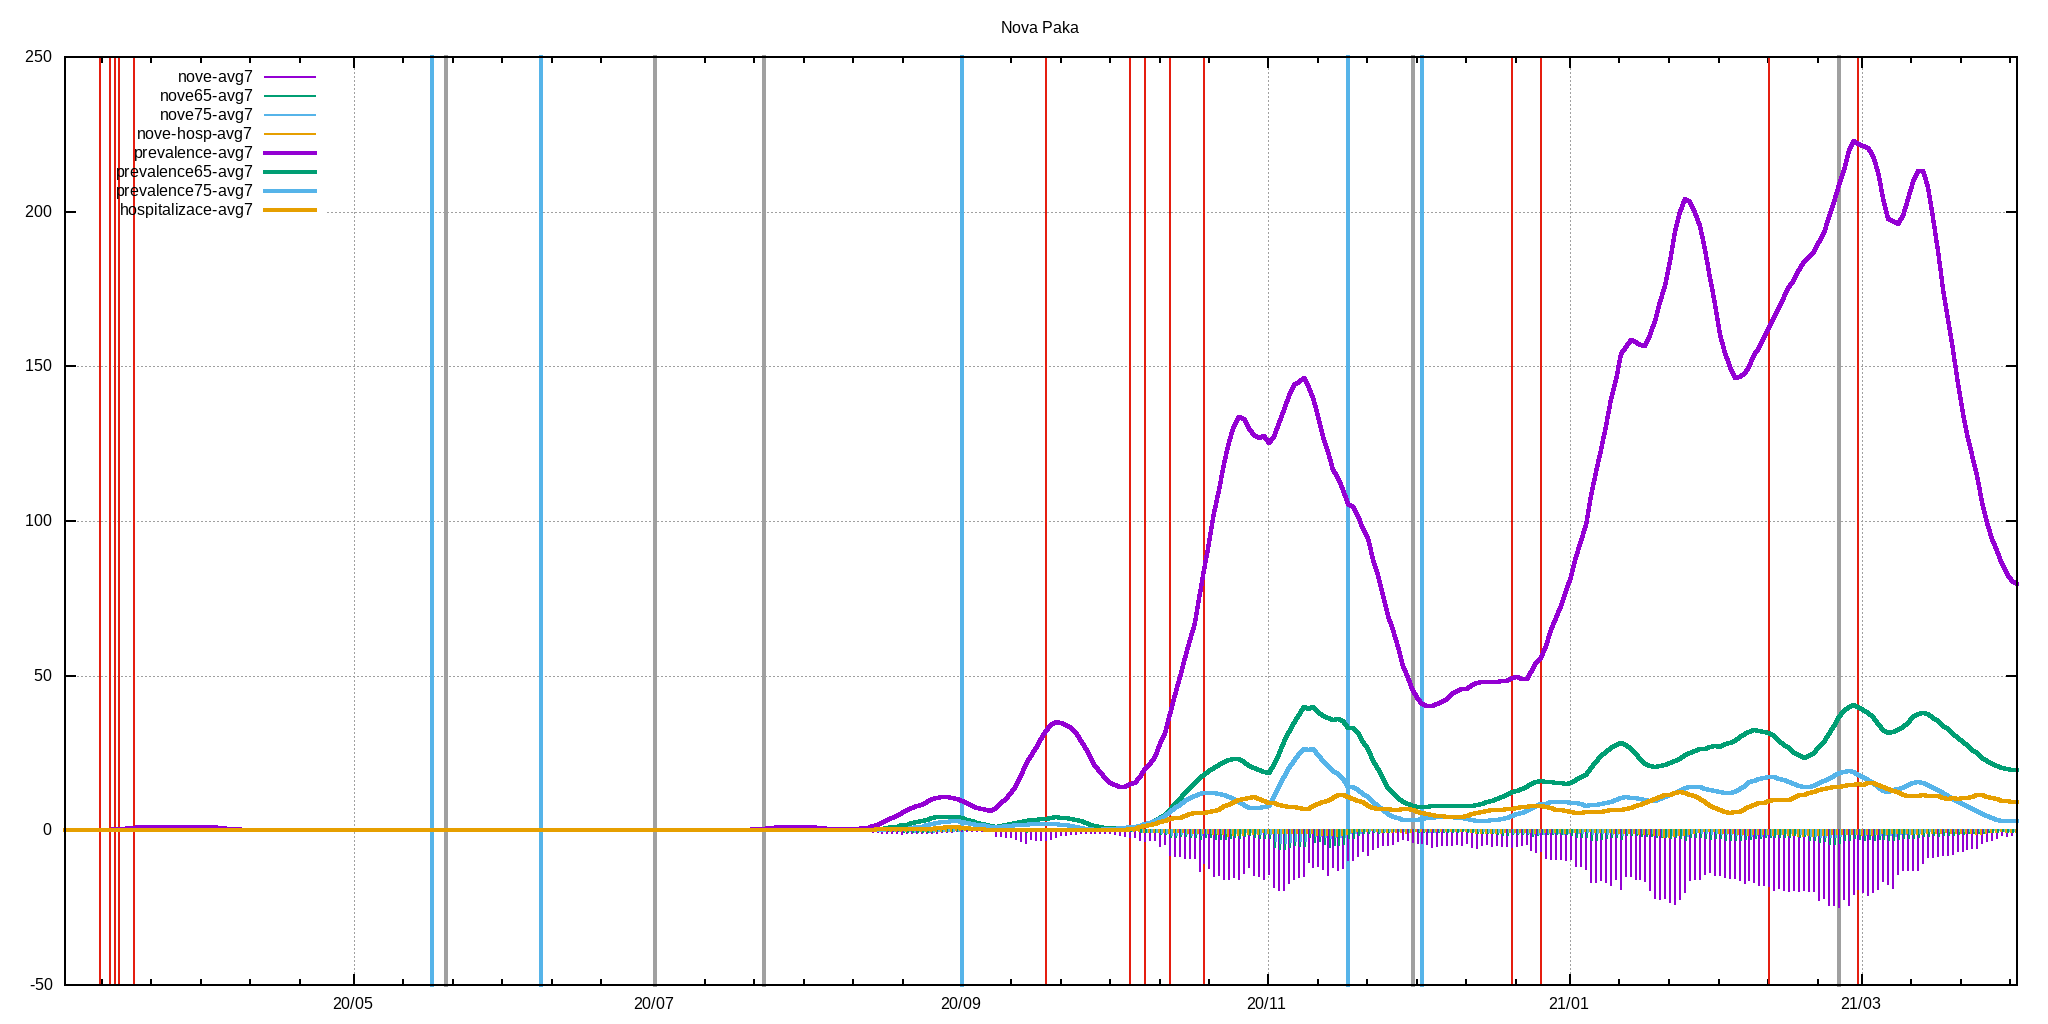 Nova Paka
250
200
150
100
50
0
-50
nove-avg7
nove65-avg7
nove75-avg7
nove-hosp-avg7
prevalence-avg7
prevalence65-avg7
prevalence75-avg7
hospitalizace-avg7
20/05 20/07 20/09 20/11 21/01 21/03